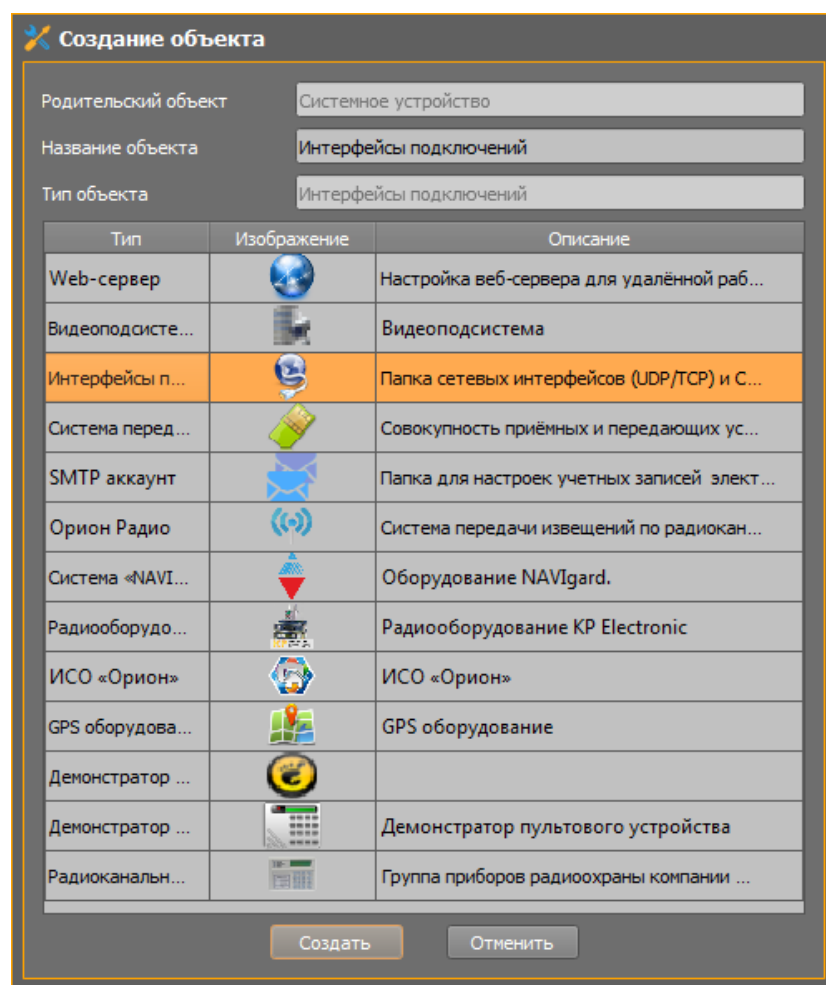 Создание объекта
Родительский объект Системное устройство
Название объекта Интерфейсы подключений
Тип объекта Интерфейсы подключений
Тип Изображение Описание
Web-сервер Настройка веб-сервера для удалённой раб...
Видеоподсисте... Видеоподсистема
Интерфейсы п... Папка сетевых интерфейсов (UDP/TCP) и C...
Система перед... Совокупность приёмных и передающих ус...
SMTP аккаунт Папка для настроек учетных записей элект...
Орион Радио Система передачи извещений по радиокан...
Система «NAVI... Оборудование NAVIgard.
Радиооборудо... Радиооборудование KP Electronic
ИСО «Орион» ИСО «Орион»
GPS оборудова... GPS оборудование
Демонстратор ...
Демонстратор ... Демонстратор пультового устройства
Радиоканальн... Группа приборов радиоохраны компании ...
Создать Отменить